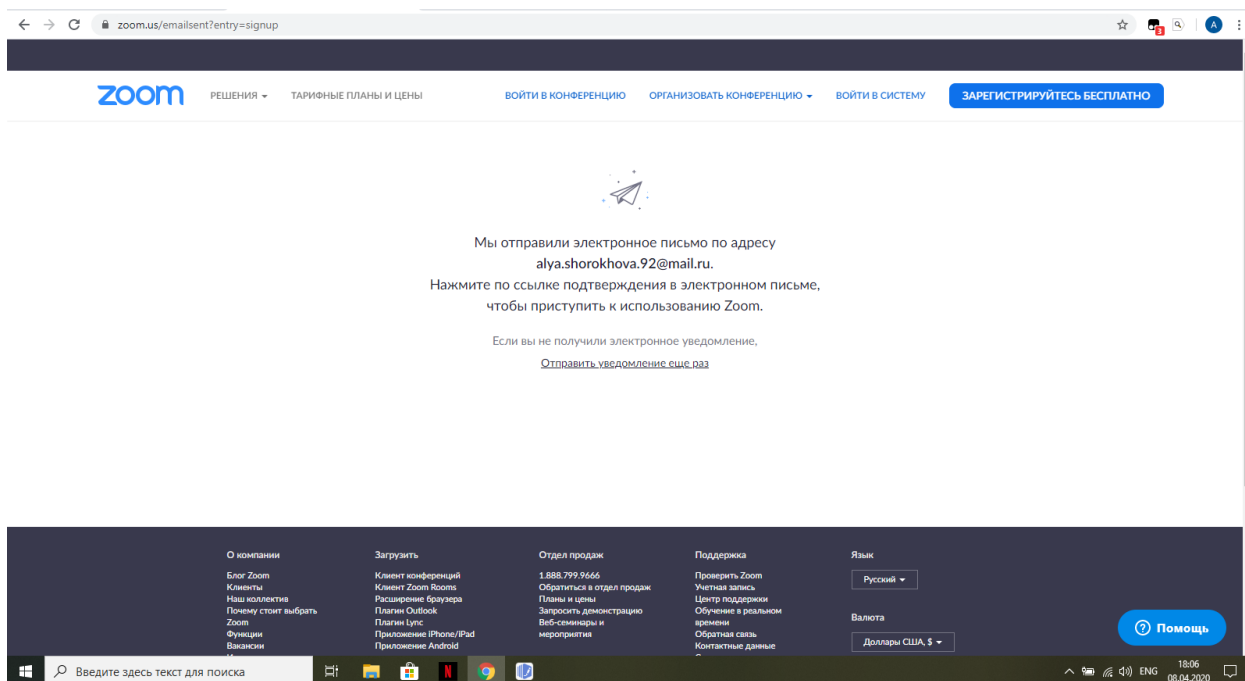 zoom.us/emailsent?entry=signup
3
A
zoom
РЕШЕНИЯ
ТАРИФНЫЕ ПЛАНЫ И ЦЕНЫ
ВОЙТИ В КОНФЕРЕНЦИЮ
ОРГАНИЗОВАТЬ КОНФЕРЕНЦИЮ
ВОЙТИ В СИСТЕМУ
ЗАРЕГИСТРИРУЙТЕСЬ БЕСПЛАТНО
Мы отправили электронное письмо по адресу
alya.shorokhova.92@mail.ru.
Нажмите по ссылке подтверждения в электронном письме,
чтобы приступить к использованию Zoom.
Если вы не получили электронное уведомление,
Отправить уведомление еще раз
О компании
Блог Zoom
Клиенты
Наш коллектив
Почему стоит выбрать
Zoom
Функции
Вакансии
Загрузить
Клиент конференций
Клиент Zoom Rooms
Расширение браузера
Плагин Outlook
Плагин Lync
Приложение iPhone/iPad
Приложение Android
Отдел продаж
1.888.799.9666
Обратиться в отдел продаж
Планы и цены
Запросить демонстрацию
Веб-семинары и
мероприятия
Поддержка
Проверить Zoom
Учетная запись
Центр поддержки
Обучение в реальном
времени
Обратная связь
Контактные данные
Язык
Русский
Валюта
Доллары США, $
Помощь
Введите здесь текст для поиска
N
ENG
18:06
08.04.2020